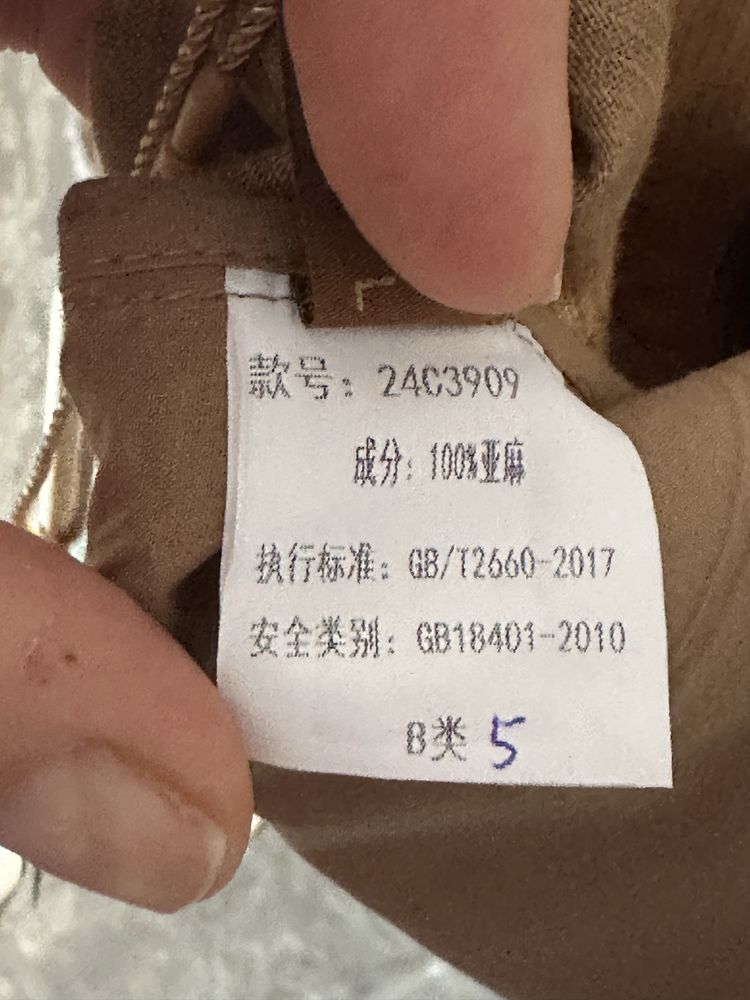 L
款号：24C3909
成分：100%亚麻
执行标准：GB/T2660-2017
安全类别：GB18401-2010
B类 5